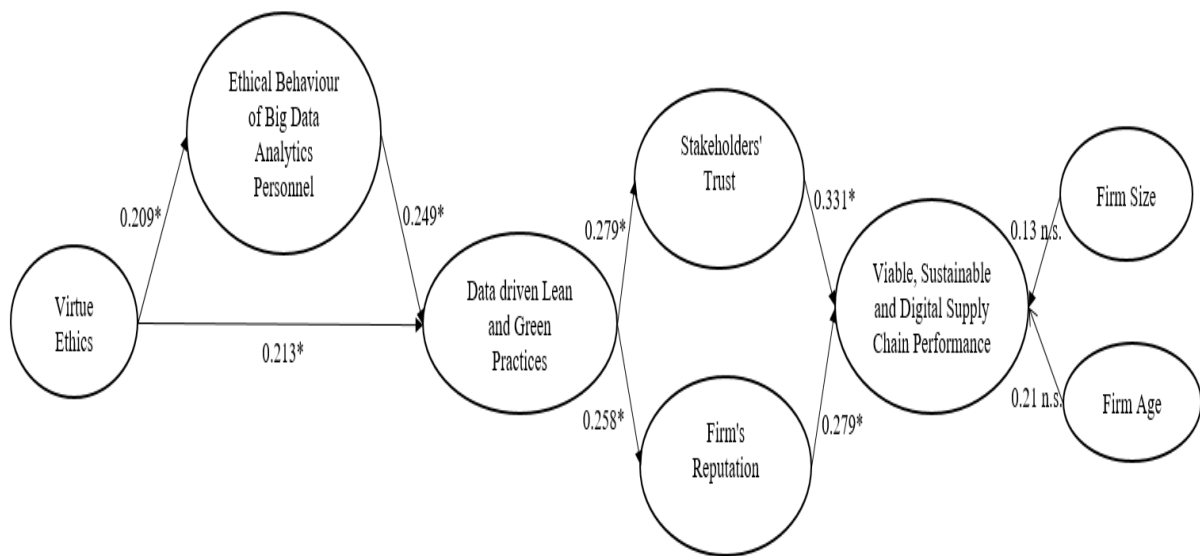 Ethical Behaviour
of Big Data
Analytics
Personnel
0.209*
0.249*
Virtue
Ethics
0.213*
Data driven Lean
and Green
Practices
0.279*
0.258*
Stakeholders'
Trust
0.331*
Firm's
Reputation
0.279*
Viable, Sustainable
and Digital Supply
Chain Performance
Firm Size
0.13 n.s.
Firm Age
0.21 n.s.